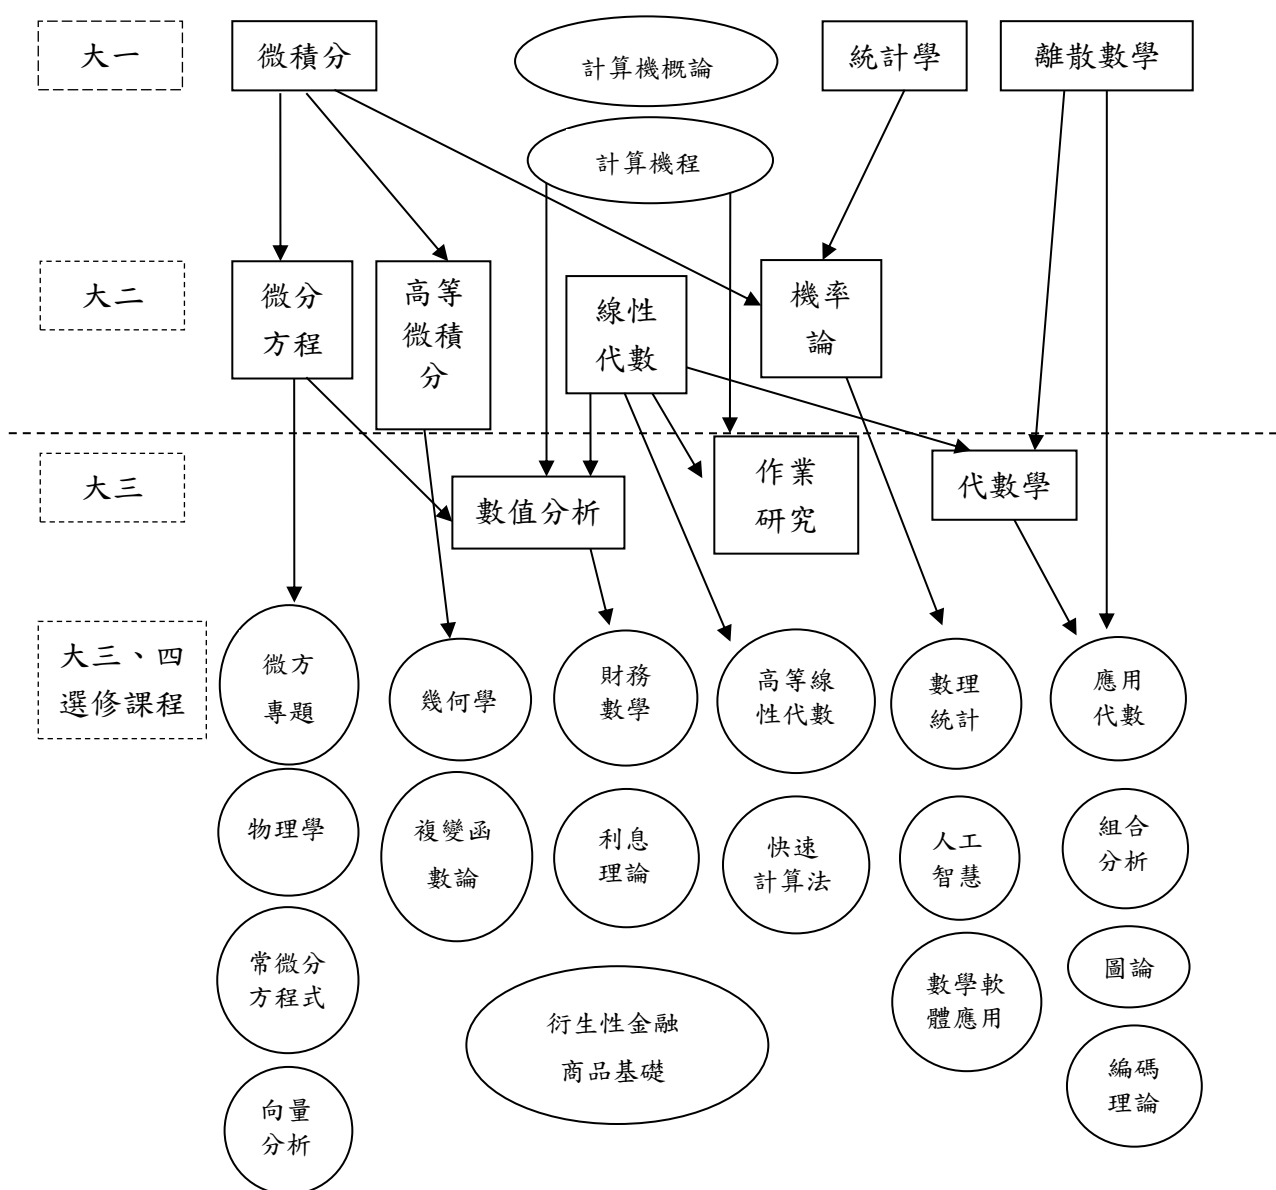 大一
微積分
計算機概論
統計學
離散數學
計算機程
大二
微分
方程
高等
微積
分
線性
代數
機率
論
大三
數值分析
作業
研究
代數學
大三、四
選修課程
微方
專題
幾何學
財務
數學
高等線
性代數
數理
統計
應用
代數
物理學
複變函
數論
利息
理論
快速
計算法
人工
智慧
組合
分析
常微分
方程式
衍生性金融
商品基礎
數學軟
體應用
圖論
向量
分析
編碼
理論